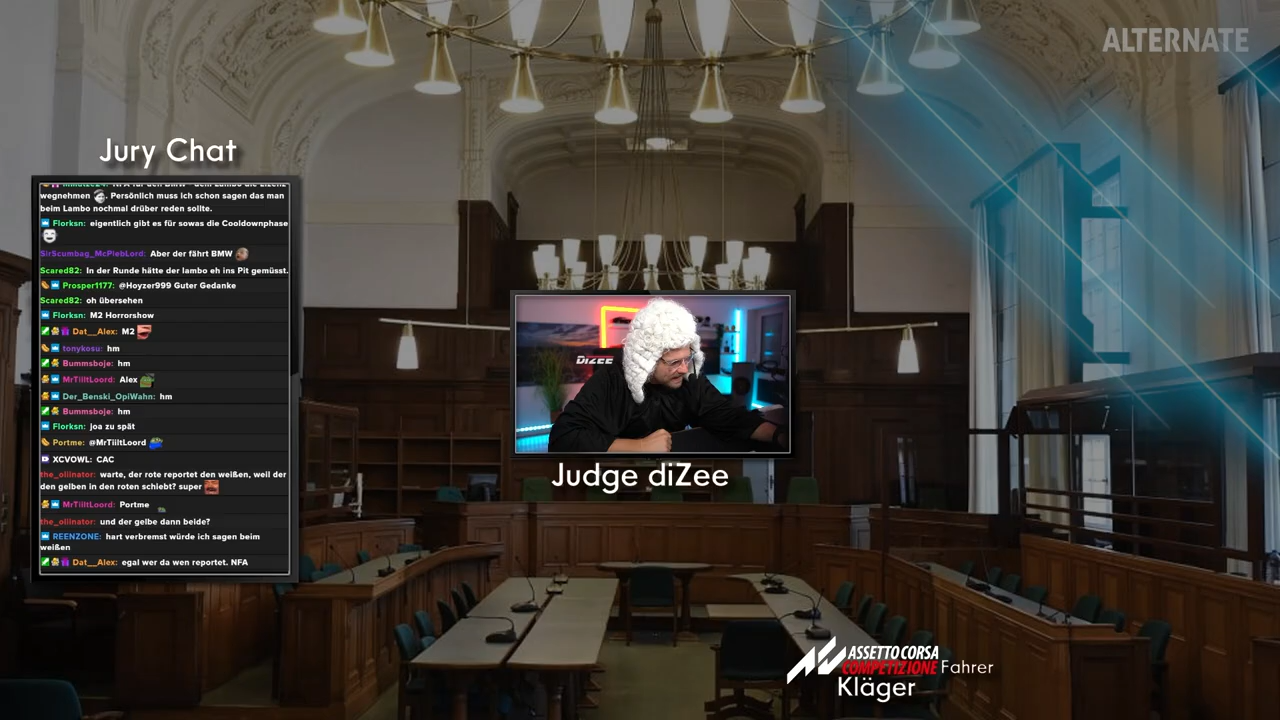 ALTERNATE
Jury Chat
wegnehmen . Persönlich muss ich schon sagen das man
beim Lambo nochmal drüber reden sollte.
Florksn: eigentlich gibt es für sowas die Cooldownphase
SirScumbag_McPlebLord: Aber der fährt BMW
Scared82: In der Runde hätte der lambo eh ins Pit gemüsst.
Prosper1177: @Hoyzer999 Guter Gedanke
Scared82: oh übersehen
Florksn: M2 Horrorshow
Dat__Alex: M2
tonykosu: hm
Bummsboje: hm
MrTiiltLoord: Alex
Der_Benski_OpiWahn: hm
Bummsboje: hm
Florksn: joa zu spät
Portme: @MrTiiltLoord
XCVOWL: CAC
the_oliinator: warte, der rote reportet den weißen, weil der
den gelben in den roten schiebt? super
MrTiiltLoord: Portme
the_oliinator: und der gelbe dann beide?
REENZONE: hart verbremst würde ich sagen beim
weißen
Dat__Alex: egal wer da wen reportet. NFA
DiZEE
Judge diZee
ASSETTO CORSA
COMPETIZIONE Fahrer
Kläger